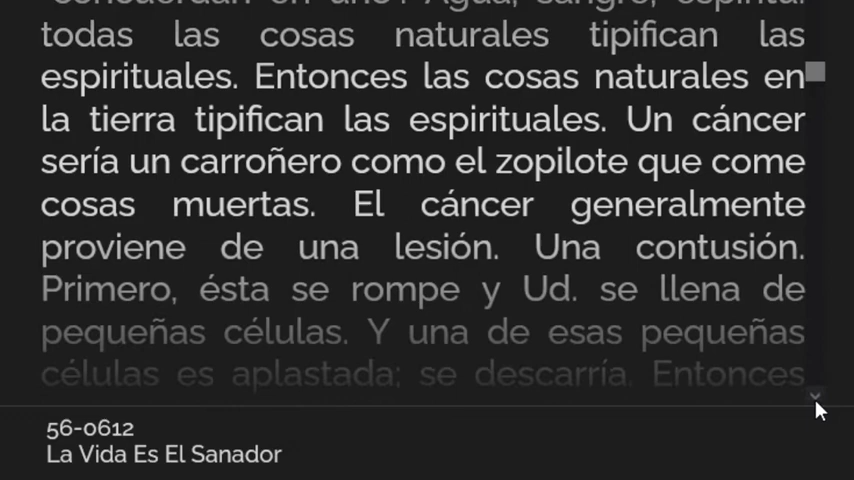 todas las cosas naturales tipifican las
espirituales. Entonces las cosas naturales en
la tierra tipifican las espirituales. Un cáncer
sería un carroñero como el zopilote que come
cosas muertas. El cáncer generalmente
proviene de una lesión. Una contusión.
Primero, ésta se rompe y Ud. se llena de
pequeñas células. Y una de esas pequeñas
células es aplastada; se descarría. Entonces
56-0612
La Vida Es El Sanador